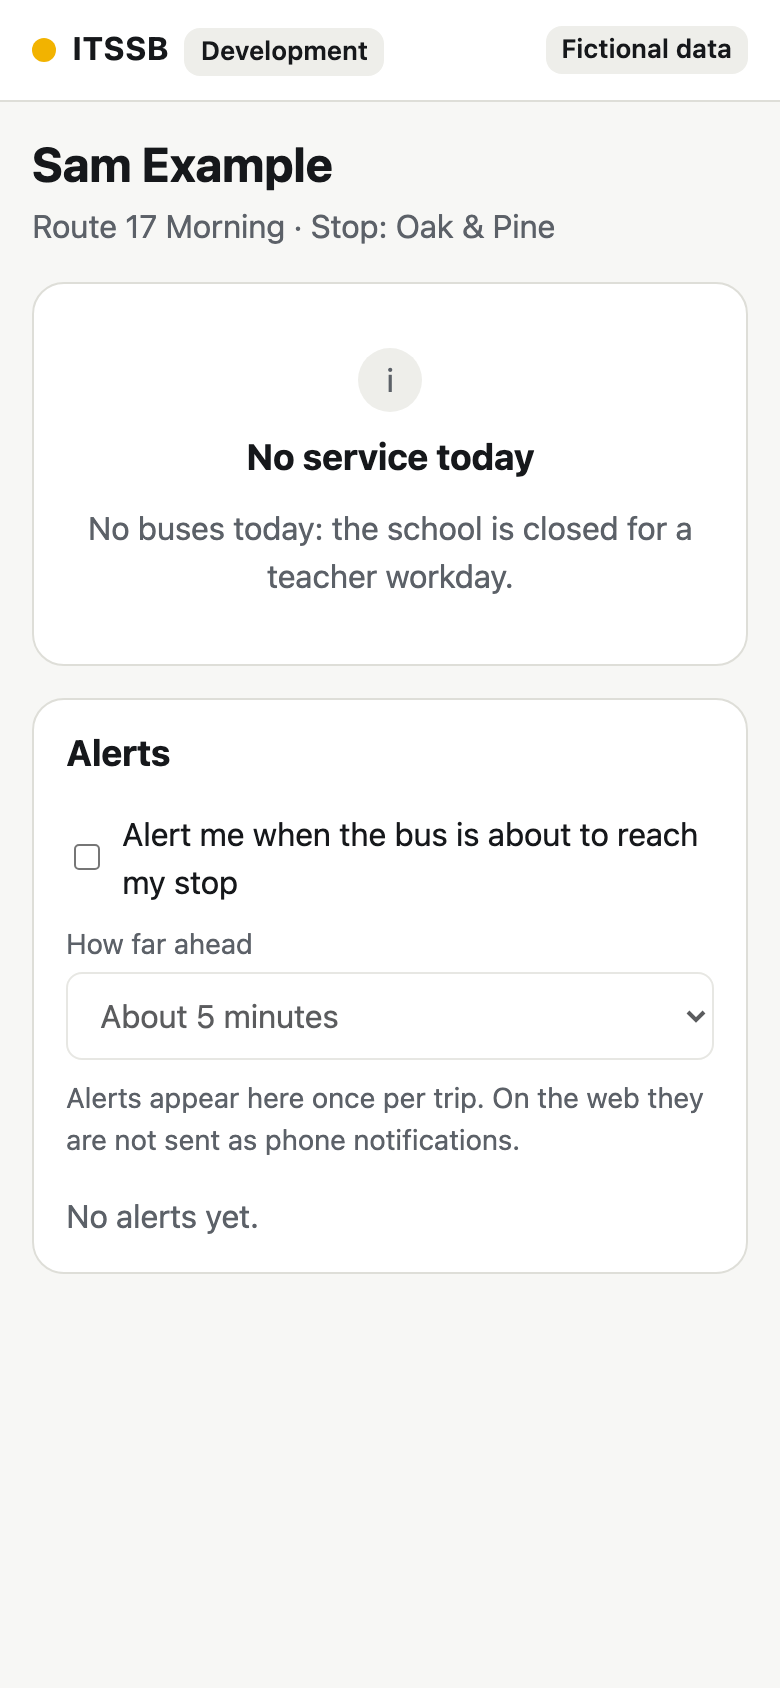 ITSSB Development Fictional data
Sam Example
Route 17 Morning · Stop: Oak & Pine
i
No service today
No buses today: the school is closed for a
teacher workday.
Alerts
Alert me when the bus is about to reach
my stop
How far ahead
About 5 minutes
Alerts appear here once per trip. On the web they
are not sent as phone notifications.
No alerts yet.